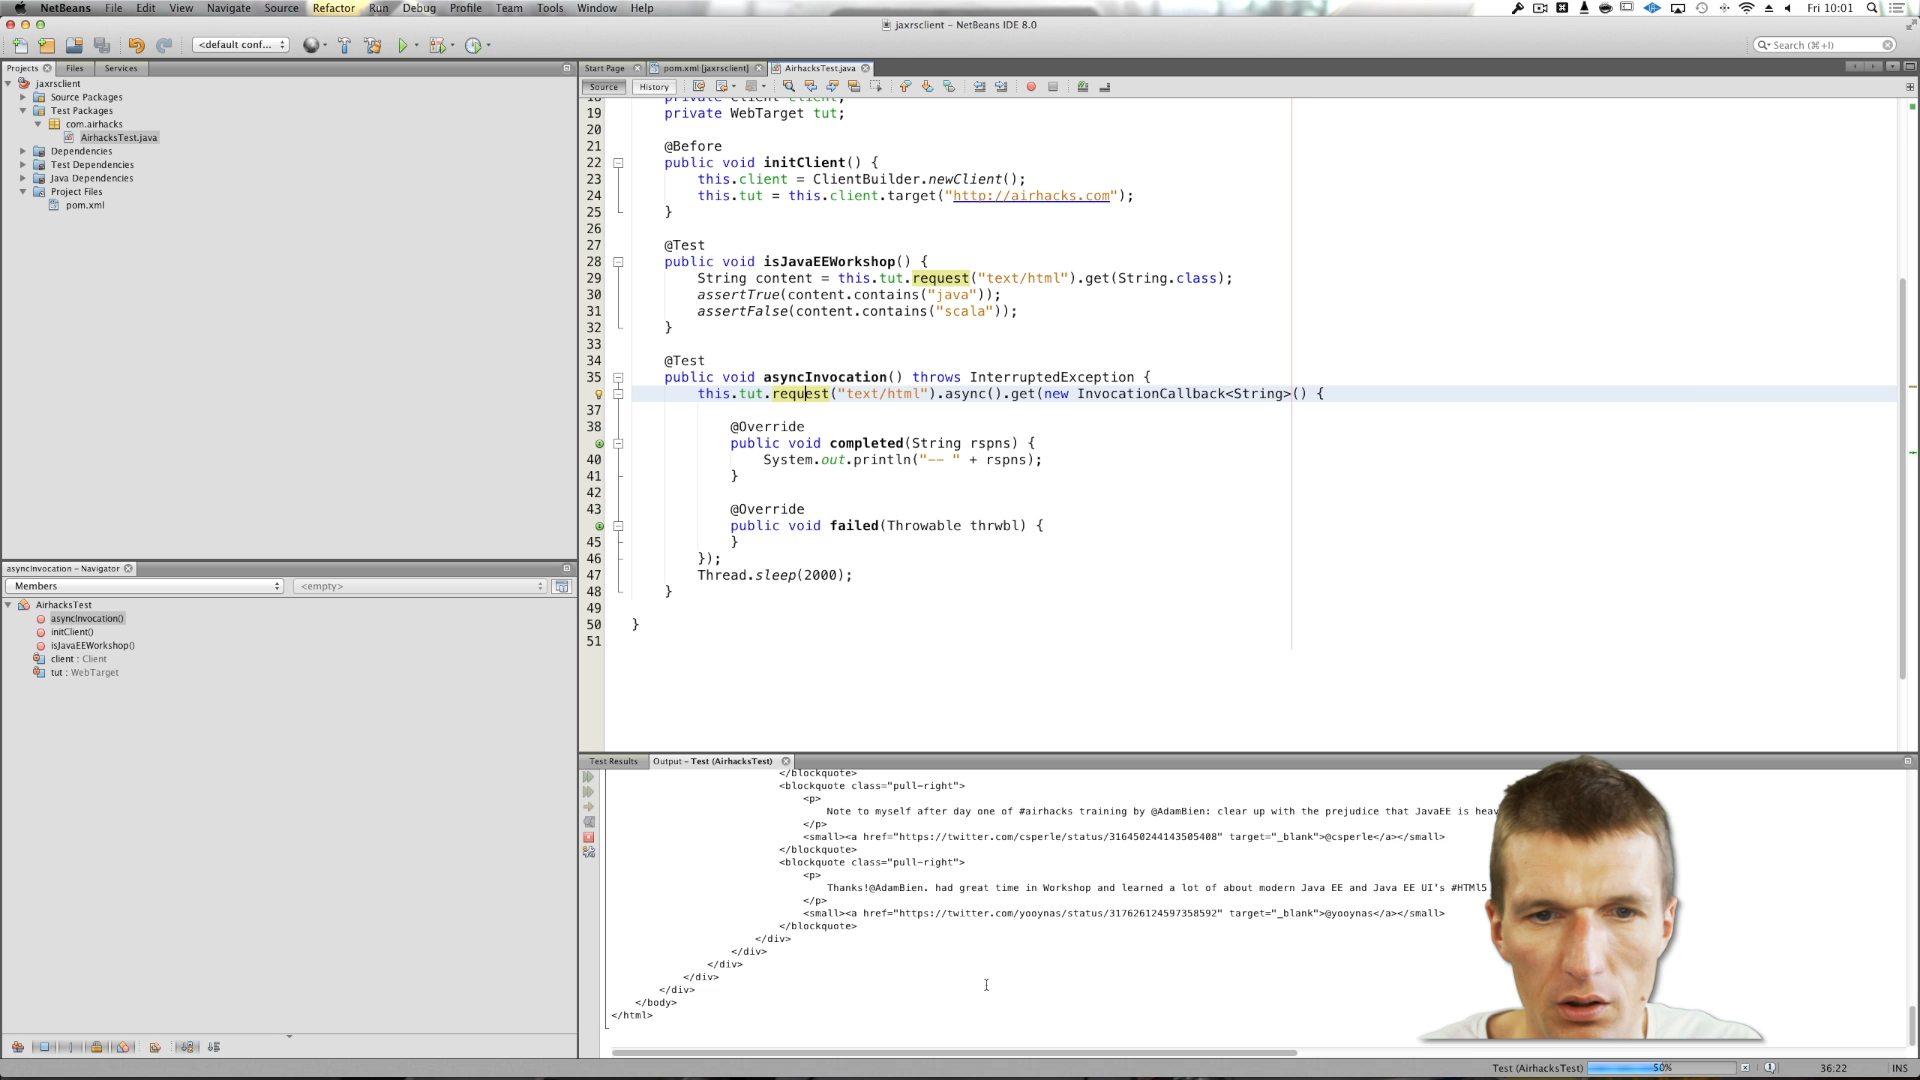 NetBeans File Edit View Navigate Source Refactor Run Debug Profile Team Tools Window Help
Fri 10:01
jaxrsclient – NetBeans IDE 8.0
<default conf...
Search (⌘+I)
Projects Files Services
jaxrsclient
Source Packages
Test Packages
com.airhacks
AirhacksTest.java
Dependencies
Test Dependencies
Java Dependencies
Project Files
pom.xml
asyncInvocation – Navigator
Members
<empty>
AirhacksTest
asyncInvocation()
initClient()
isJavaEEWorkshop()
client : Client
tut : WebTarget
Start Page pom.xml [jaxrsclient] AirhacksTest.java
Source History
18 private Client client;
19 private WebTarget tut;
20
21 @Before
22 public void initClient() {
23 this.client = ClientBuilder.newClient();
24 this.tut = this.client.target("http://airhacks.com");
25 }
26
27 @Test
28 public void isJavaEEWorkshop() {
29 String content = this.tut.request("text/html").get(String.class);
30 assertTrue(content.contains("java"));
31 assertFalse(content.contains("scala"));
32 }
33
34 @Test
35 public void asyncInvocation() throws InterruptedException {
this.tut.request("text/html").async().get(new InvocationCallback<String>() {
37
38 @Override
public void completed(String rspns) {
40 System.out.println("-- " + rspns);
41 }
42
43 @Override
public void failed(Throwable thrwbl) {
45 }
46 });
47 Thread.sleep(2000);
48 }
49
50 }
51
Test Results Output – Test (AirhacksTest)
</blockquote>
<blockquote class="pull-right">
<p>
Note to myself after day one of #airhacks training by @AdamBien: clear up with the prejudice that JavaEE is heav
</p>
<small><a href="https://twitter.com/csperle/status/316450244143505408" target="_blank">@csperle</a></small>
</blockquote>
<blockquote class="pull-right">
<p>
Thanks!@AdamBien. had great time in Workshop and learned a lot of about modern Java EE and Java EE UI's #HTMl5
</p>
<small><a href="https://twitter.com/yooynas/status/317626124597358592" target="_blank">@yooynas</a></small>
</blockquote>
</div>
</div>
</div>
</div>
</div>
</body>
</html>
Test (AirhacksTest) 50% 36:22 INS